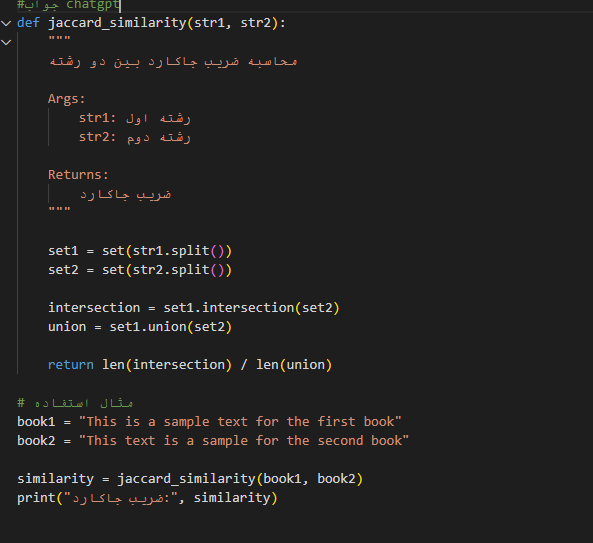 #جواب chatgpt
def jaccard_similarity(str1, str2):
    """
    محاسبه ضریب جاکارد بین دو رشته

    Args:
        str1: رشته اول
        str2: رشته دوم

    Returns:
        ضریب جاکارد
    """

    set1 = set(str1.split())
    set2 = set(str2.split())

    intersection = set1.intersection(set2)
    union = set1.union(set2)

    return len(intersection) / len(union)

# مثال استفاده
book1 = "This is a sample text for the first book"
book2 = "This text is a sample for the second book"

similarity = jaccard_similarity(book1, book2)
print("ضریب جاکارد:", similarity)